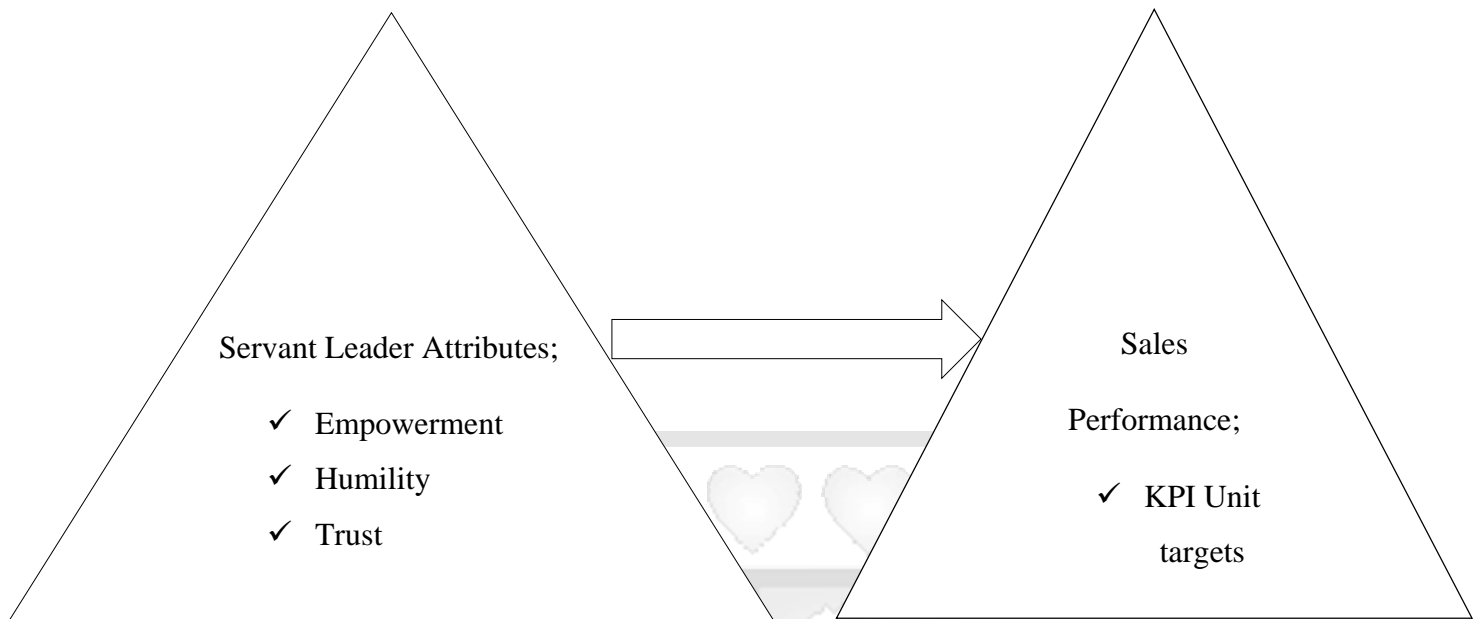 Servant Leader Attributes;
✓ Empowerment
✓ Humility
✓ Trust
Sales
Performance;
✓ KPI Unit
targets